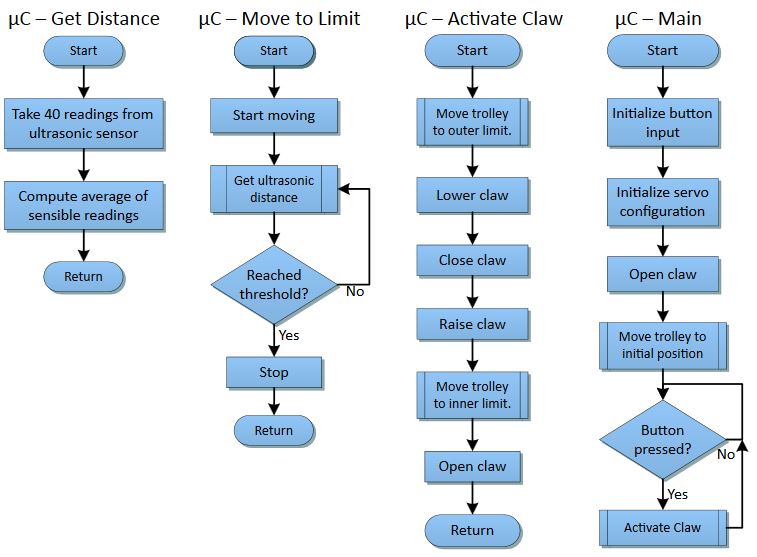 µC – Get Distance
Start
Take 40 readings from
ultrasonic sensor
Compute average of
sensible readings
Return
µC – Move to Limit
Start
Start moving
Get ultrasonic
distance
Reached
threshold?
No
Yes
Stop
Return
µC – Activate Claw
Start
Move trolley
to outer limit.
Lower claw
Close claw
Raise claw
Move trolley
to inner limit.
Open claw
Return
µC – Main
Start
Initialize button
input
Initialize servo
configuration
Open claw
Move trolley to
initial position
Button
pressed?
No
Yes
Activate Claw